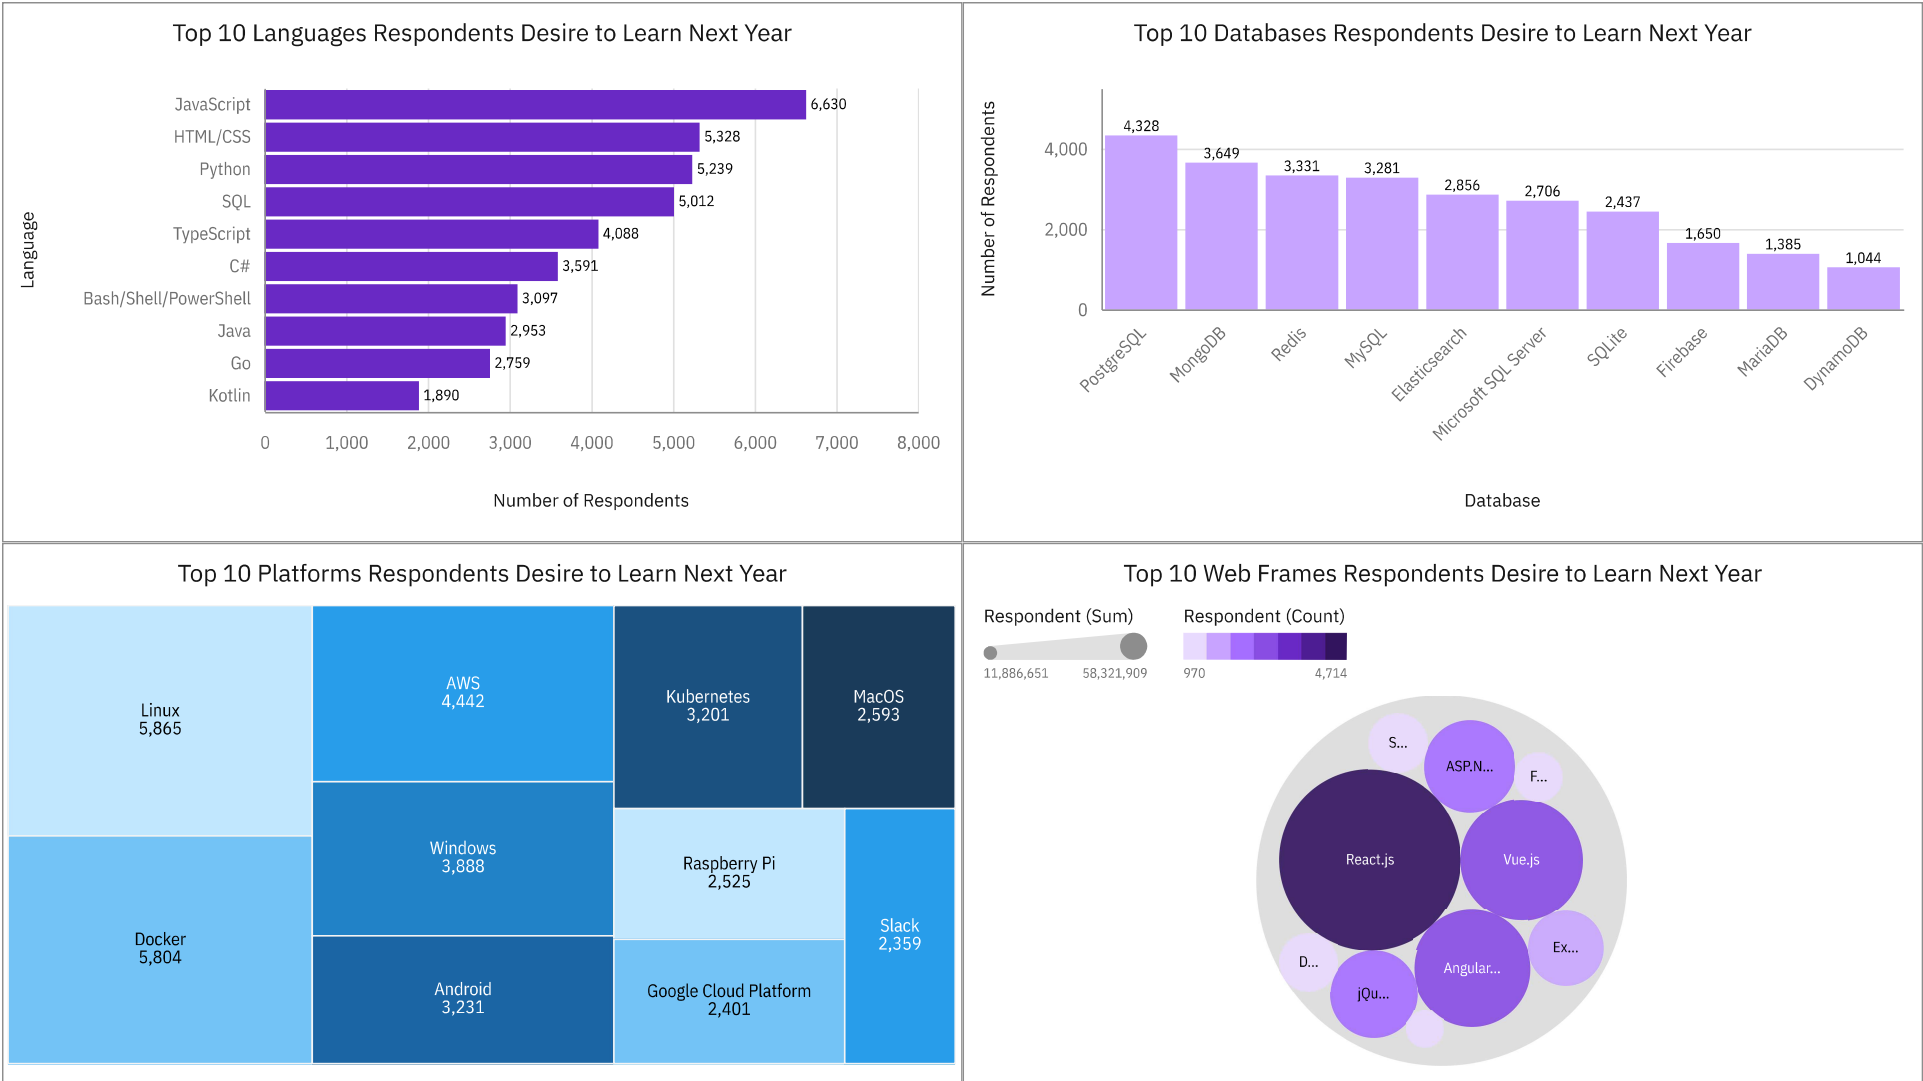 Top 10 Languages Respondents Desire to Learn Next Year
Language
JavaScript 6,630
HTML/CSS 5,328
Python 5,239
SQL 5,012
TypeScript 4,088
C# 3,591
Bash/Shell/PowerShell 3,097
Java 2,953
Go 2,759
Kotlin 1,890
0 1,000 2,000 3,000 4,000 5,000 6,000 7,000 8,000
Number of Respondents
Top 10 Databases Respondents Desire to Learn Next Year
Number of Respondents
4,000
2,000
0
4,328 3,649 3,331 3,281 2,856 2,706 2,437 1,650 1,385 1,044
PostgreSQL MongoDB Redis MySQL Elasticsearch Microsoft SQL Server SQLite Firebase MariaDB DynamoDB
Database
Top 10 Platforms Respondents Desire to Learn Next Year
Linux
5,865
Docker
5,804
AWS
4,442
Windows
3,888
Android
3,231
Kubernetes
3,201
MacOS
2,593
Raspberry Pi
2,525
Google Cloud Platform
2,401
Slack
2,359
Top 10 Web Frames Respondents Desire to Learn Next Year
Respondent (Sum)
11,886,651 58,321,909
Respondent (Count)
970 4,714
S...
ASP.N...
F...
React.js
Vue.js
Ex...
D...
Angular...
jQu...